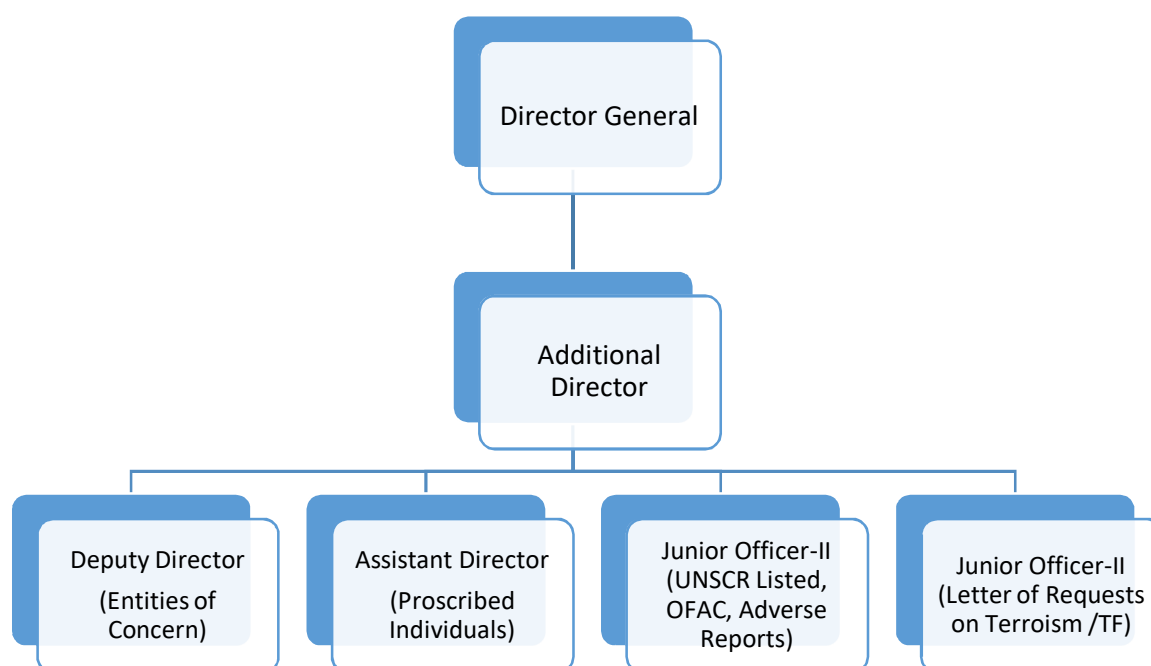 Director General
Additional
Director
Deputy Director
(Entities of
Concern)
Assistant Director
(Proscribed
Individuals)
Junior Officer-II
(UNSCR Listed,
OFAC, Adverse
Reports)
Junior Officer-II
(Letter of Requests
on Terroism /TF)